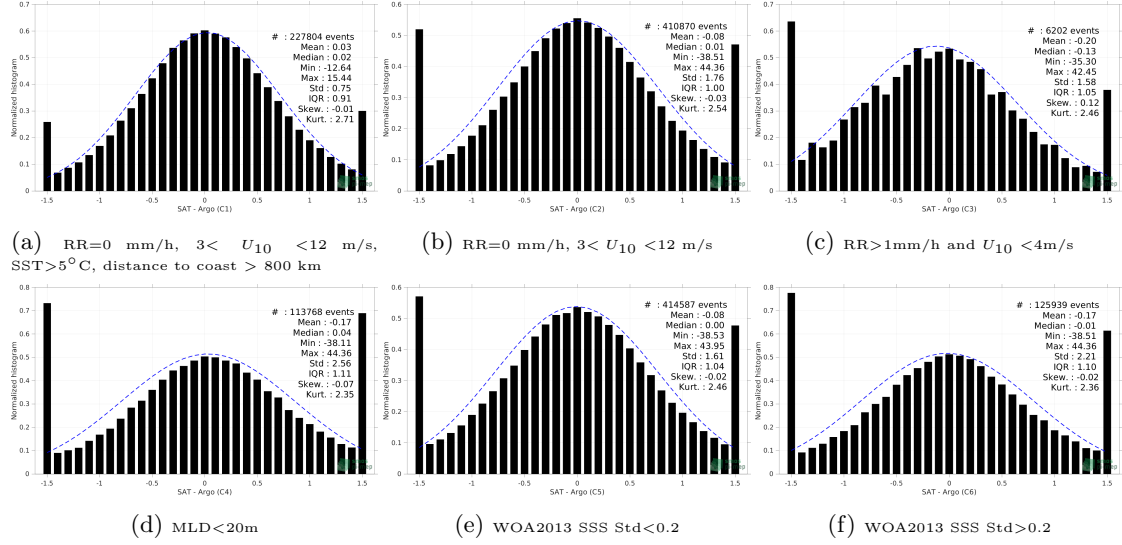 Normalized histogram
0.7
0.6
0.5
0.4
0.3
0.2
0.1
0
# : 227804 events
Mean : 0.03
Median : 0.02
Min : -12.64
Max : 15.44
Std : 0.75
IQR : 0.91
Skew. : -0.01
Kurt. : 2.71
-1.5 -1 -0.5 0 0.5 1 1.5
SAT - Argo (C1)
(a) RR=0 mm/h, 3< U10 <12 m/s,
SST>5°C, distance to coast > 800 km
Normalized histogram
0.6
0.5
0.4
0.3
0.2
0.1
0
# : 410870 events
Mean : -0.08
Median : 0.01
Min : -38.51
Max : 44.36
Std : 1.76
IQR : 1.00
Skew. : -0.03
Kurt. : 2.54
-1.5 -1 -0.5 0 0.5 1 1.5
SAT - Argo (C2)
(b) RR=0 mm/h, 3< U10 <12 m/s
Normalized histogram
0.7
0.6
0.5
0.4
0.3
0.2
0.1
0
# : 6202 events
Mean : -0.20
Median : -0.13
Min : -35.30
Max : 42.45
Std : 1.58
IQR : 1.05
Skew. : 0.12
Kurt. : 2.46
-1.5 -1 -0.5 0 0.5 1 1.5
SAT - Argo (C3)
(c) RR>1mm/h and U10 <4m/s
Normalized histogram
0.8
0.7
0.6
0.5
0.4
0.3
0.2
0.1
0
# : 113768 events
Mean : -0.17
Median : 0.04
Min : -38.11
Max : 44.36
Std : 2.56
IQR : 1.11
Skew. : -0.07
Kurt. : 2.35
-1.5 -1 -0.5 0 0.5 1 1.5
SAT - Argo (C4)
(d) MLD<20m
Normalized histogram
0.6
0.5
0.4
0.3
0.2
0.1
0
# : 414587 events
Mean : -0.08
Median : 0.00
Min : -38.53
Max : 43.95
Std : 1.61
IQR : 1.04
Skew. : -0.02
Kurt. : 2.46
-1.5 -1 -0.5 0 0.5 1 1.5
SAT - Argo (C5)
(e) WOA2013 SSS Std<0.2
Normalized histogram
0.8
0.7
0.6
0.5
0.4
0.3
0.2
0.1
0
# : 125939 events
Mean : -0.17
Median : -0.01
Min : -38.51
Max : 44.36
Std : 2.21
IQR : 1.10
Skew. : -0.02
Kurt. : 2.36
-1.5 -1 -0.5 0 0.5 1 1.5
SAT - Argo (C6)
(f) WOA2013 SSS Std>0.2